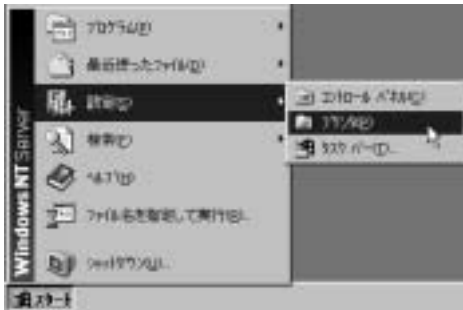 プログラム(P)
最近使ったファイル(D)
設定(S)
検索(F)
ヘルプ(H)
ファイル名を指定して実行(R)...
シャットダウン(U)...
Windows NT Server
コントロール パネル(C)
プリンタ(P)
タスク バー(T)...
スタート